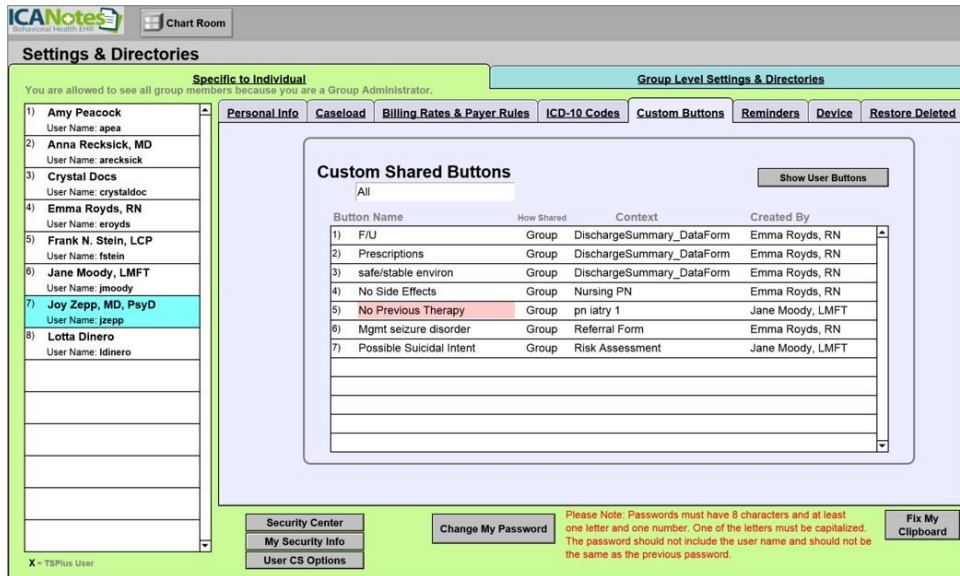 ICANotes
Behavioral Health EHR
Chart Room
Settings & Directories
Specific to Individual
Group Level Settings & Directories
You are allowed to see all group members because you are a Group Administrator.
1) Amy Peacock
User Name: apea
2) Anna Recksick, MD
User Name: arecksick
3) Crystal Docs
User Name: crystaldoc
4) Emma Royds, RN
User Name: eroyds
5) Frank N. Stein, LCP
User Name: fstein
6) Jane Moody, LMFT
User Name: jmoody
7) Joy Zepp, MD, PsyD
User Name: jzepp
8) Lotta Dinero
User Name: ldinero
X = TSPlus User
Personal Info Caseload Billing Rates & Payer Rules ICD-10 Codes Custom Buttons Reminders Device Restore Deleted
Custom Shared Buttons
Show User Buttons
All
Button Name How Shared Context Created By
1) F/U Group DischargeSummary_DataForm Emma Royds, RN
2) Prescriptions Group DischargeSummary_DataForm Emma Royds, RN
3) safe/stable environ Group DischargeSummary_DataForm Emma Royds, RN
4) No Side Effects Group Nursing PN Emma Royds, RN
5) No Previous Therapy Group pn iatry 1 Jane Moody, LMFT
6) Mgmt seizure disorder Group Referral Form Emma Royds, RN
7) Possible Suicidal Intent Group Risk Assessment Jane Moody, LMFT
Security Center
My Security Info
User CS Options
Change My Password
Please Note: Passwords must have 8 characters and at least
one letter and one number. One of the letters must be capitalized.
The password should not include the user name and should not be
the same as the previous password.
Fix My
Clipboard